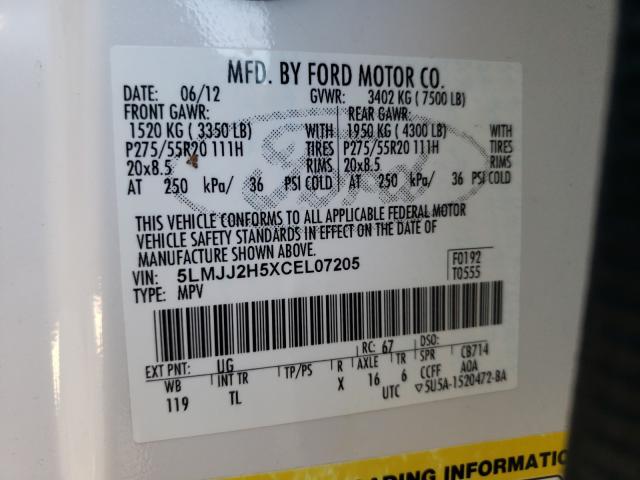 MFD. BY FORD MOTOR CO.
DATE: 06/12 GVWR: 3402 KG ( 7500 LB)
FRONT GAWR: REAR GAWR:
1520 KG ( 3350 LB) WITH 1950 KG ( 4300 LB) WITH
P275/55R20 111H TIRES P275/55R20 111H TIRES
20x8.5 RIMS 20x8.5 RIMS
AT 250 kPa/ 36 PSI COLD AT 250 kPa/ 36 PSI COLD
Ford
THIS VEHICLE CONFORMS TO ALL APPLICABLE FEDERAL MOTOR
VEHICLE SAFETY STANDARDS IN EFFECT ON THE DATE OF
MANUFACTURE SHOWN ABOVE.
VIN: 5LMJJ2H5XCEL07205 F0192
TYPE: MPV T0555
EXT PNT: UG RC: 67 DSO: CB714
WB INT TR TP/PS R AXLE TR SPR A0A
119 TL X 16 6 CCFF
UTC ▽5U5A-1520472-BA
ADING INFORMATIO